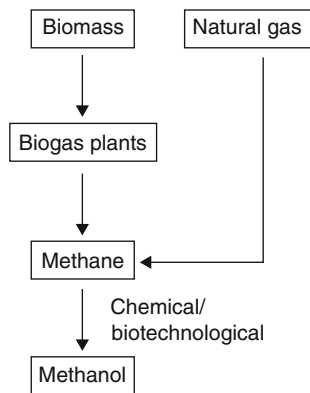 Biomass
Natural gas
Biogas plants
Methane
Chemical/
biotechnological
Methanol